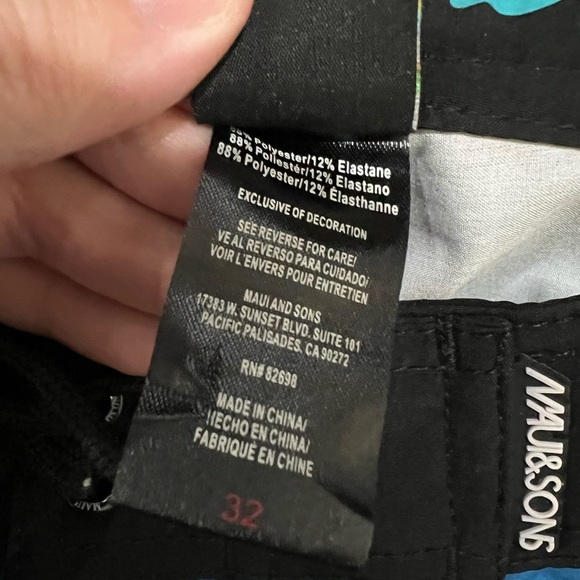 88% Polyester/12% Elastane
88% Poliestér/12% Elastano
88% Polyester/12% Élasthanne
EXCLUSIVE OF DECORATION
SEE REVERSE FOR CARE/
VE AL REVERSO PARA CUIDADO/
VOIR L'ENVERS POUR ENTRETIEN
MAUI AND SONS
17383 W. SUNSET BLVD. SUITE 101
PACIFIC PALISADES, CA 90272
RN# 82698
MADE IN CHINA/
HECHO EN CHINA/
FABRIQUÉ EN CHINE
32
MAUI&SONS